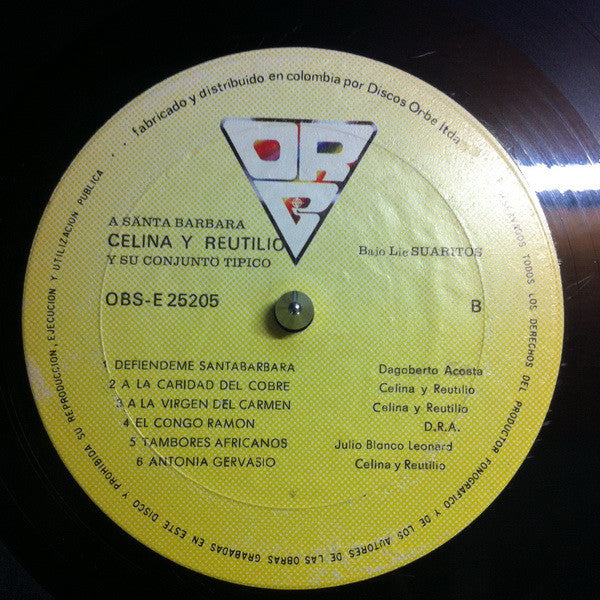 fabricado y distribuido en colombia por Discos Orbe ltda
ORBE
A SANTA BARBARA
CELINA Y REUTILIO
Y SU CONJUNTO TIPICO
Bajo Lic SUARITOS
OBS-E 25205
B
1 DEFIENDEME SANTABARBARA Dagoberto Acosta
2 A LA CARIDAD DEL COBRE Celina y Reutilio
3 A LA VIRGEN DEL CARMEN Celina y Reutilio
4 EL CONGO RAMON D.R.A.
5 TAMBORES AFRICANOS Julio Blanco Leonard
6 ANTONIA GERVASIO Celina y Reutilio
TODOS LOS DERECHOS DEL PRODUCTOR FONOGRAFICO Y DE LOS AUTORES DE LAS OBRAS GRABADAS EN ESTE DISCO Y PROHIBIDA SU REPRODUCCION, EJECUCION Y UTILIZACION PUBLICA